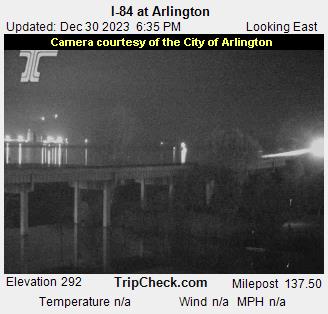 I-84 at Arlington
Updated: Dec 30 2023 6:35 PM Looking East
Camera courtesy of the City of Arlington
Elevation 292 TripCheck.com Milepost 137.50
Temperature n/a Wind n/a MPH n/a